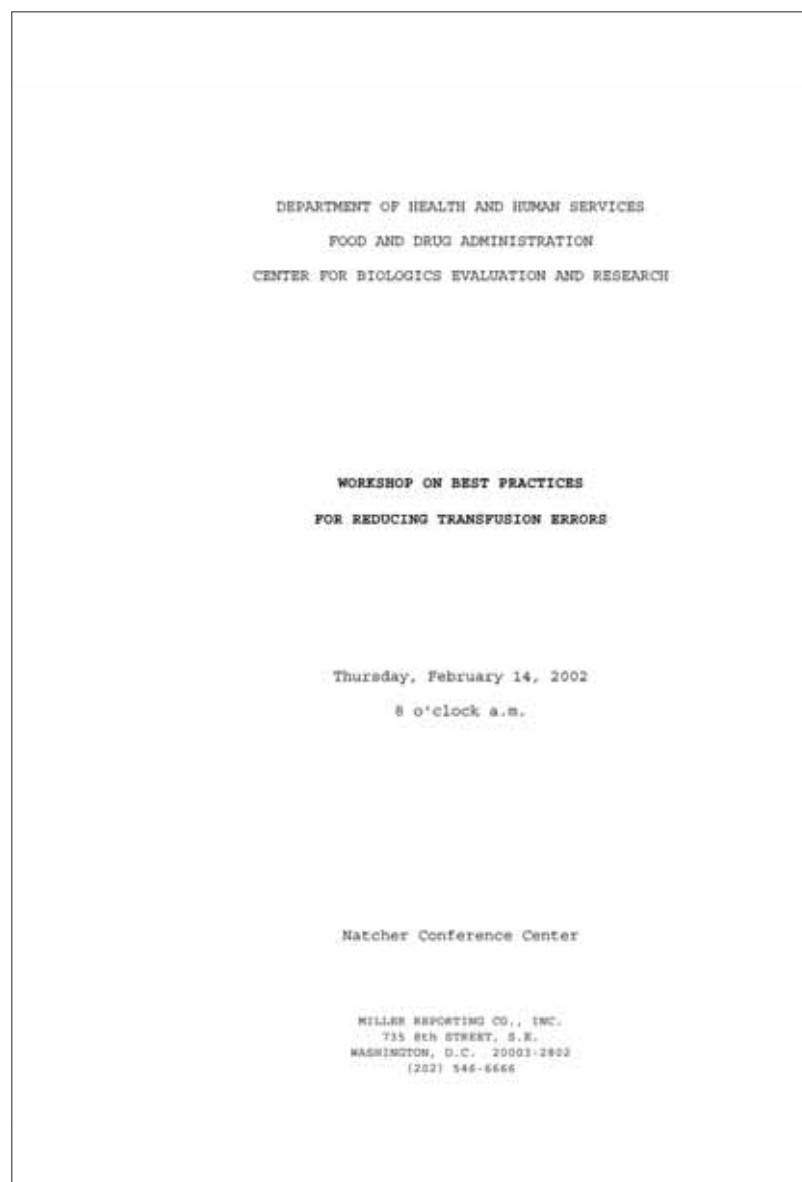 DEPARTMENT OF HEALTH AND HUMAN SERVICES
FOOD AND DRUG ADMINISTRATION
CENTER FOR BIOLOGICS EVALUATION AND RESEARCH
WORKSHOP ON BEST PRACTICES
FOR REDUCING TRANSFUSION ERRORS
Thursday, February 14, 2002
8 o'clock a.m.
Natcher Conference Center
MILLER REPORTING CO., INC.
735 8th STREET, S.E.
WASHINGTON, D.C. 20003-2802
(202) 546-6666